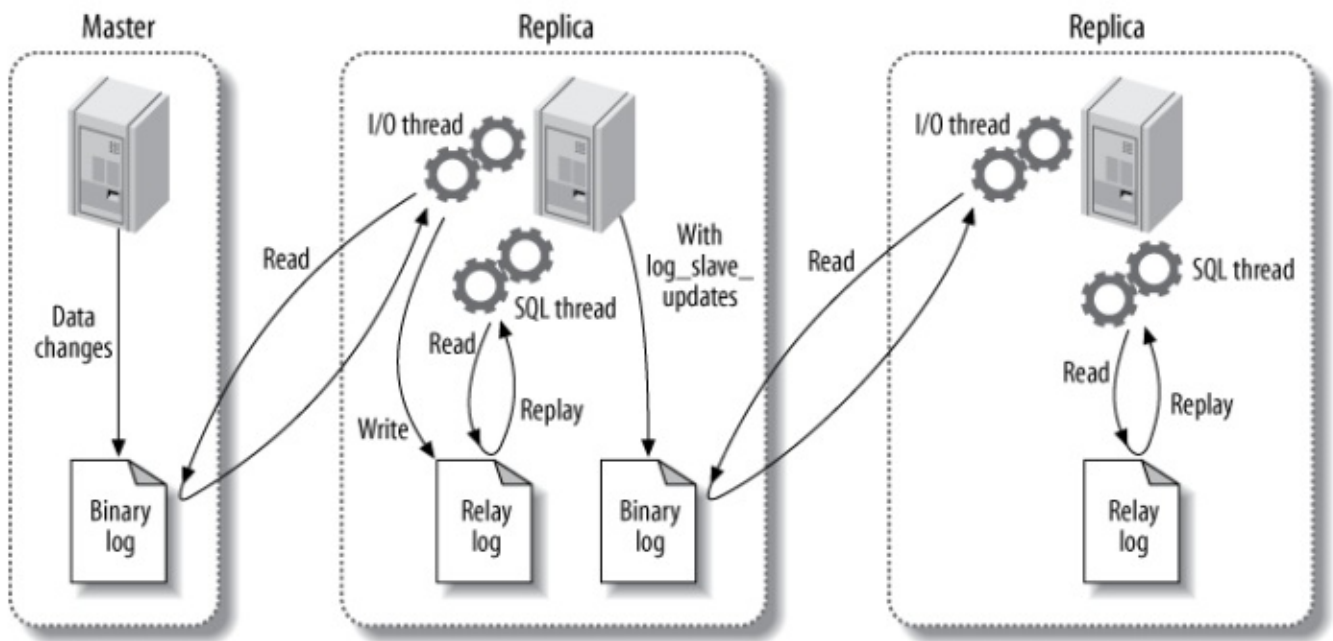 Master
Replica
Replica
I/O thread
I/O thread
Read
With
log_slave_
updates
Read
SQL thread
SQL thread
Data
changes
Read
Read
Replay
Replay
Write
Binary
log
Relay
log
Binary
log
Relay
log